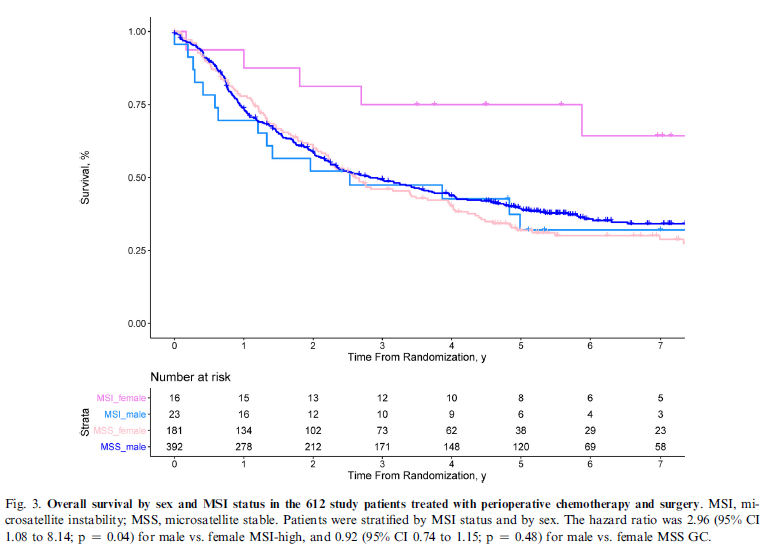 1.00
0.75
0.50
0.25
0.00
Survival, %
0 1 2 3 4 5 6 7
Time From Randomization, y
Number at risk
Strata
MSI_female 16 15 13 12 10 8 6 5
MSI_male 23 16 12 10 9 6 4 3
MSS_female 181 134 102 73 62 38 29 23
MSS_male 392 278 212 171 148 120 69 58
0 1 2 3 4 5 6 7
Time From Randomization, y
Fig. 3. Overall survival by sex and MSI status in the 612 study patients treated with perioperative chemotherapy and surgery. MSI, mi-
crosatellite instability; MSS, microsatellite stable. Patients were stratified by MSI status and by sex. The hazard ratio was 2.96 (95% CI
1.08 to 8.14; p = 0.04) for male vs. female MSI-high, and 0.92 (95% CI 0.74 to 1.15; p = 0.48) for male vs. female MSS GC.